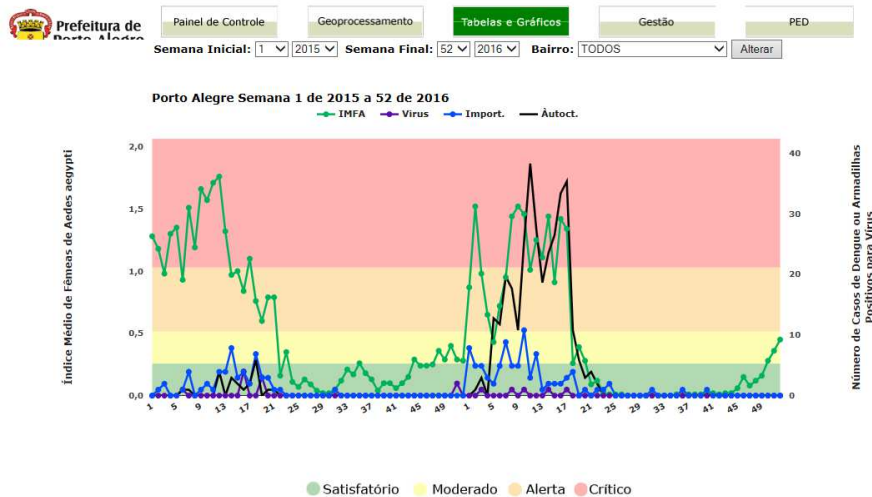 Prefeitura de
Porto Alegre
Painel de Controle
Geoprocessamento
Tabelas e Gráficos
Gestão
PED
Semana Inicial: 1 2015 Semana Final: 52 2016 Bairro: TODOS Alterar
Porto Alegre Semana 1 de 2015 a 52 de 2016
IMFA Virus Import. Àutoct.
Índice Médio de Fêmeas de Aedes aegypti
2,0
1,5
1,0
0,5
0,0
40
30
20
10
0
Número de Casos de Dengue ou Armadilhas
Positivos para Vírus
1 5 9 13 17 21 25 29 33 37 41 45 49 1 5 9 13 17 21 25 29 33 37 41 45 49
Satisfatório Moderado Alerta Crítico